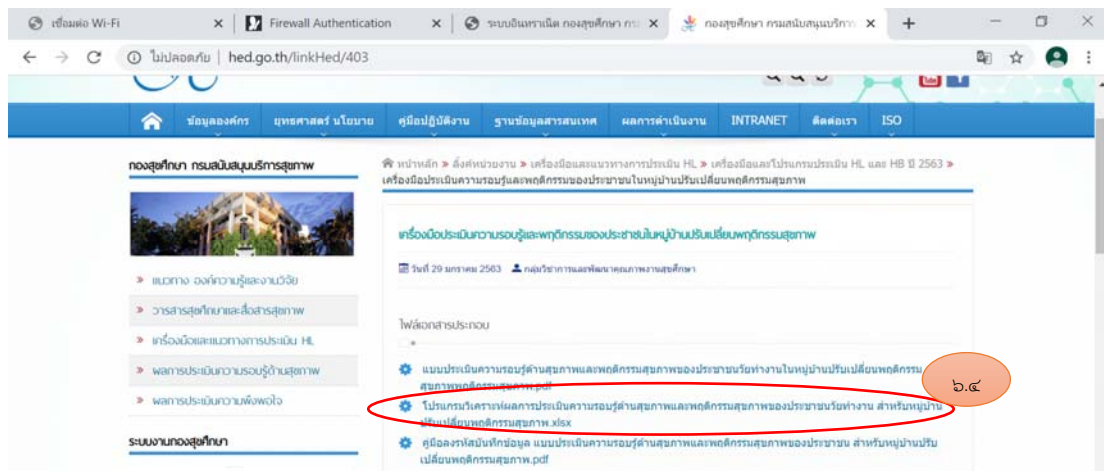 เชื่อมต่อ Wi-Fi
Firewall Authentication
ระบบอินทราเน็ต กองสุขศึกษา กร
กองสุขศึกษา กรมสนับสนุนบริการ
ไม่ปลอดภัย | hed.go.th/linkHed/403
ข้อมูลองค์กร ยุทธศาสตร์ นโยบาย คู่มือปฏิบัติงาน ฐานข้อมูลสารสนเทศ ผลการดำเนินงาน INTRANET ติดต่อเรา ISO
กองสุขศึกษา กรมสนับสนุนบริการสุขภาพ
หน้าหลัก » ลิ้งค์หน่วยงาน » เครื่องมือและแนวทางการประเมิน HL » เครื่องมือและโปรแกรมประเมิน HL และ HB ปี 2563 »
เครื่องมือประเมินความรอบรู้และพฤติกรรมของประชาชนในหมู่บ้านปรับเปลี่ยนพฤติกรรมสุขภาพ
เครื่องมือประเมินความรอบรู้และพฤติกรรมของประชาชนในหมู่บ้านปรับเปลี่ยนพฤติกรรมสุขภาพ
วันที่ 29 มกราคม 2563 กลุ่มวิชาการและพัฒนาคุณภาพงานสุขศึกษา
» แนวทาง องค์ความรู้และงานวิจัย
» วารสารสุขศึกษาและสื่อสารสุขภาพ
» เครื่องมือและแนวทางการประเมิน HL
» ผลการประเมินความรอบรู้ด้านสุขภาพ
» ผลการประเมินความพึงพอใจ
ระบบงานกองสุขศึกษา
ไฟล์เอกสารประกอบ
แบบประเมินความรอบรู้ด้านสุขภาพและพฤติกรรมสุขภาพของประชาชนวัยทำงานในหมู่บ้านปรับเปลี่ยนพฤติกรรม
สุขภาพพฤติกรรมสุขภาพ.pdf
๖.๔
โปรแกรมวิเคราะห์ผลการประเมินความรอบรู้ด้านสุขภาพและพฤติกรรมสุขภาพของประชาชนวัยทำงาน สำหรับหมู่บ้าน
ปรับเปลี่ยนพฤติกรรมสุขภาพ.xlsx
คู่มือลงรหัสบันทึกข้อมูล แบบประเมินความรอบรู้ด้านสุขภาพและพฤติกรรมสุขภาพของประชาชน สำหรับหมู่บ้านปรับ
เปลี่ยนพฤติกรรมสุขภาพ.pdf